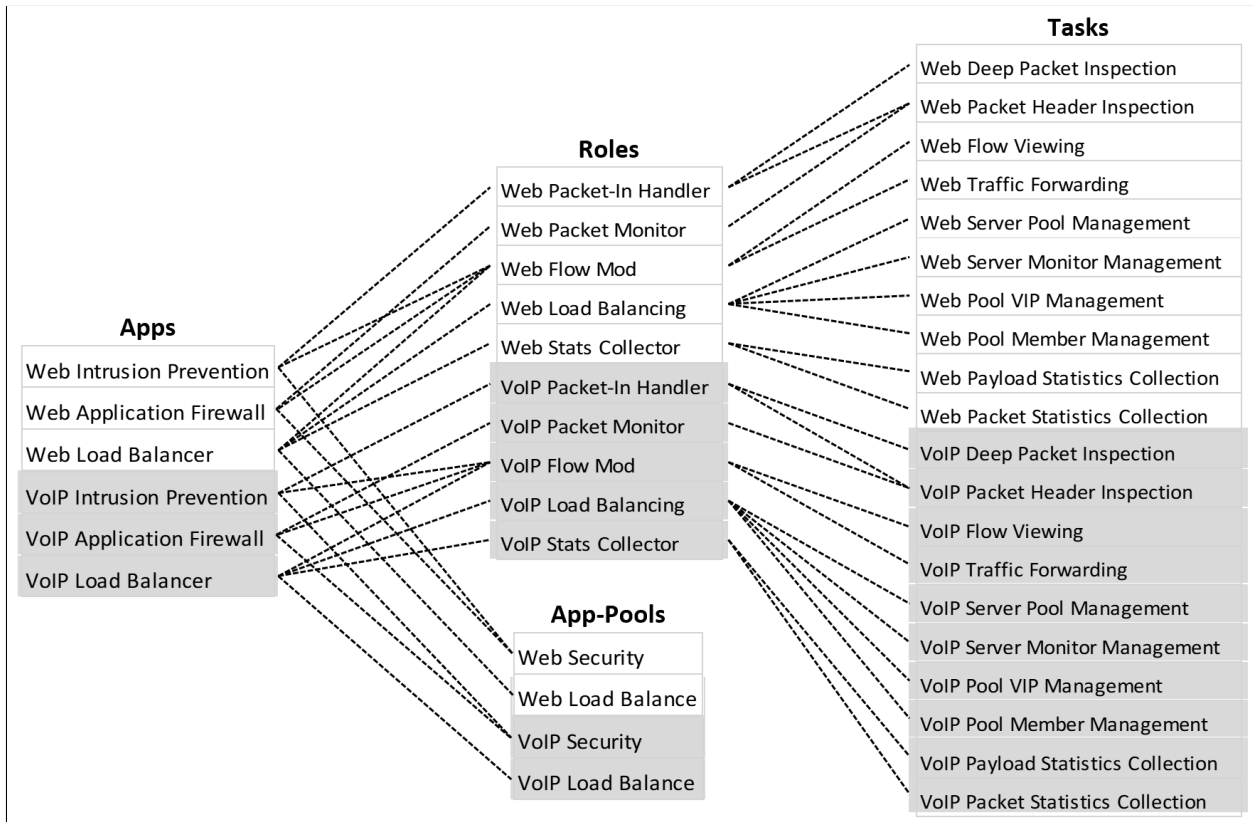 Apps
Web Intrusion Prevention
Web Application Firewall
Web Load Balancer
VoIP Intrusion Prevention
VoIP Application Firewall
VoIP Load Balancer
Roles
Web Packet-In Handler
Web Packet Monitor
Web Flow Mod
Web Load Balancing
Web Stats Collector
VoIP Packet-In Handler
VoIP Packet Monitor
VoIP Flow Mod
VoIP Load Balancing
VoIP Stats Collector
App-Pools
Web Security
Web Load Balance
VoIP Security
VoIP Load Balance
Tasks
Web Deep Packet Inspection
Web Packet Header Inspection
Web Flow Viewing
Web Traffic Forwarding
Web Server Pool Management
Web Server Monitor Management
Web Pool VIP Management
Web Pool Member Management
Web Payload Statistics Collection
Web Packet Statistics Collection
VoIP Deep Packet Inspection
VoIP Packet Header Inspection
VoIP Flow Viewing
VoIP Traffic Forwarding
VoIP Server Pool Management
VoIP Server Monitor Management
VoIP Pool VIP Management
VoIP Pool Member Management
VoIP Payload Statistics Collection
VoIP Packet Statistics Collection